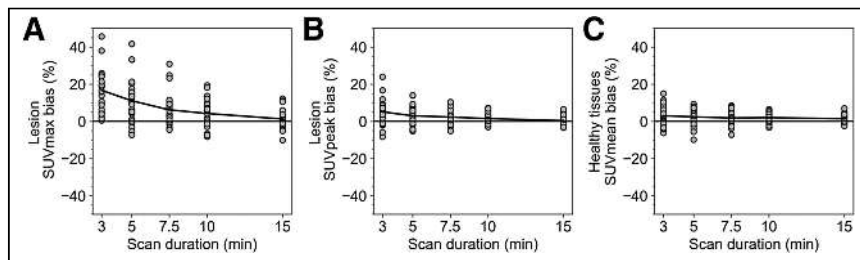 A
Lesion
SUVmax bias (%)
40
20
0
−20
−40
3
5
7.5
10
15
Scan duration (min)
B
Lesion
SUVpeak bias (%)
40
20
0
−20
−40
3
5
7.5
10
15
Scan duration (min)
C
Healthy tissues
SUVmean bias (%)
40
20
0
−20
−40
3
5
7.5
10
15
Scan duration (min)